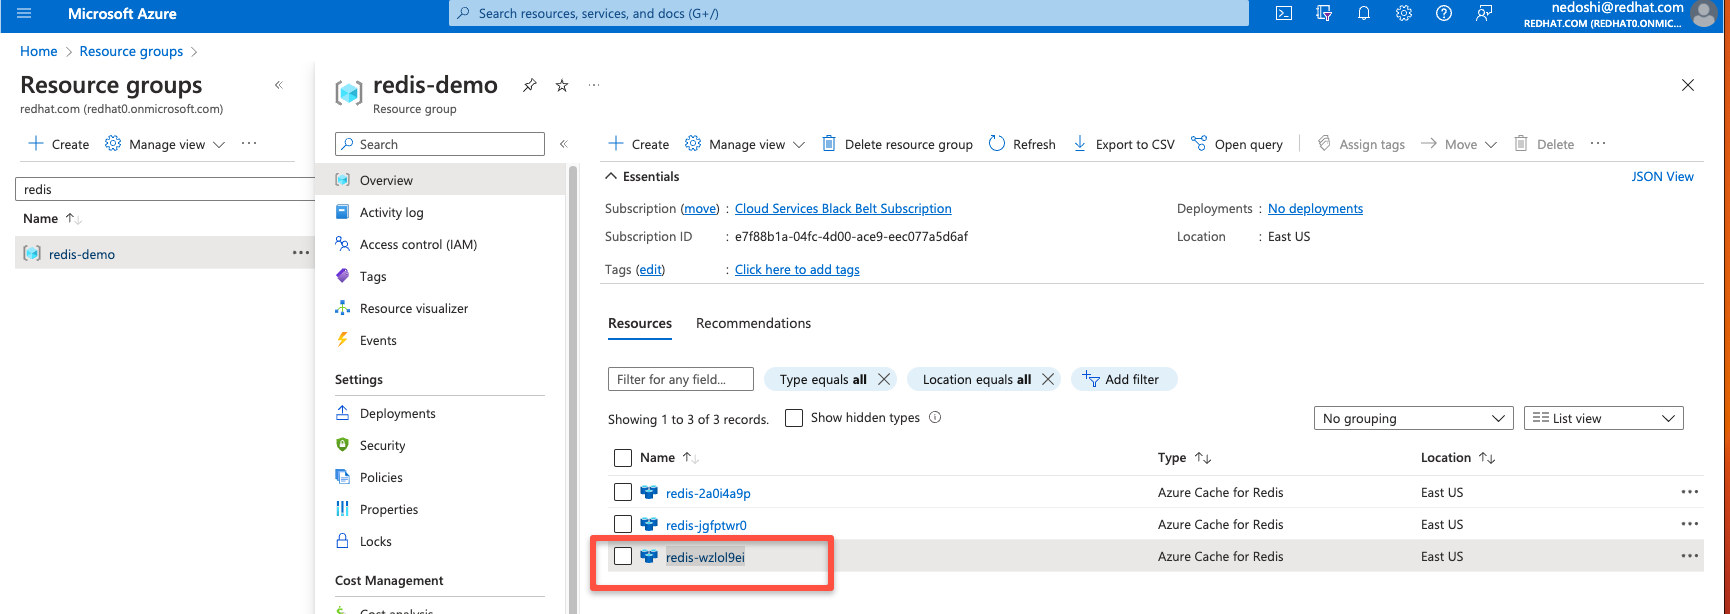 Microsoft Azure
Search resources, services, and docs (G+/)
nedoshi@redhat.com
REDHAT.COM (REDHAT0.ONMIC...
Home > Resource groups >
Resource groups
redhat.com (redhat0.onmicrosoft.com)
Create Manage view
redis
Name
redis-demo
redis-demo
Resource group
Search
Overview
Activity log
Access control (IAM)
Tags
Resource visualizer
Events
Settings
Deployments
Security
Policies
Properties
Locks
Cost Management
Cost analysis
Create Manage view Delete resource group Refresh Export to CSV Open query Assign tags Move Delete
Essentials
JSON View
Subscription (move) : Cloud Services Black Belt Subscription
Deployments : No deployments
Subscription ID : e7f88b1a-04fc-4d00-ace9-eec077a5d6af
Location : East US
Tags (edit) : Click here to add tags
Resources Recommendations
Filter for any field... Type equals all Location equals all Add filter
Showing 1 to 3 of 3 records. Show hidden types
No grouping List view
Name Type Location
redis-2a0i4a9p Azure Cache for Redis East US
redis-jgfptwr0 Azure Cache for Redis East US
redis-wzlol9ei Azure Cache for Redis East US